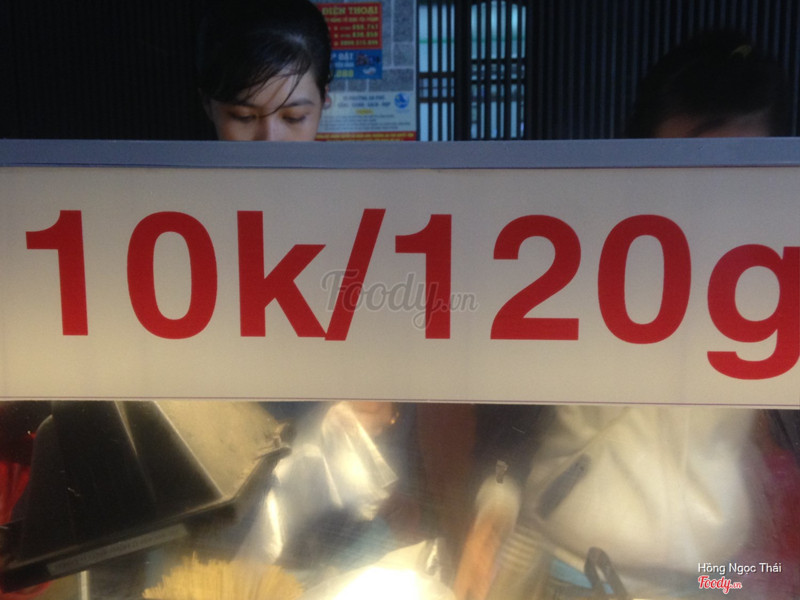 ĐIỆN THOẠI
10k/120g
Foody.vn
Hồng Ngọc Thái
Foody.vn